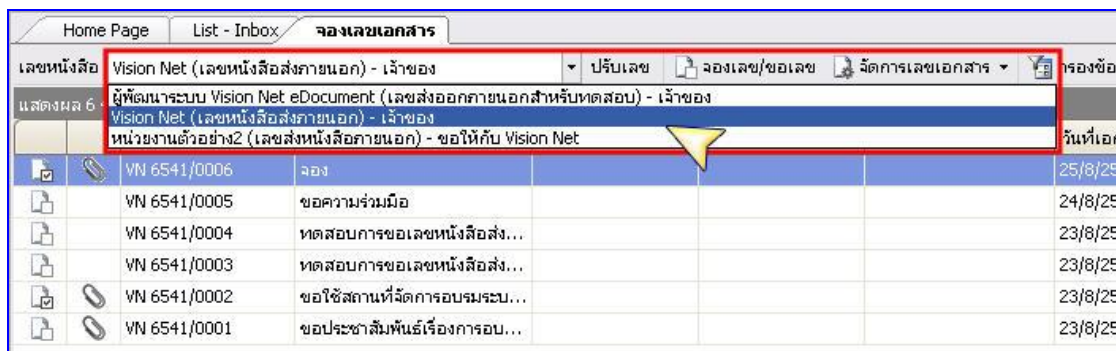 Home Page List - Inbox จองเลขเอกสาร
เลขหนังสือ Vision Net (เลขหนังสือส่งภายนอก) - เจ้าของ ปรับเลข จองเลข/ขอเลข จัดการเลขเอกสาร กรองข้อ
แสดงผล 6
ผู้พัฒนาระบบ Vision Net eDocument (เลขส่งออกภายนอกสำหรับทดสอบ) - เจ้าของ
Vision Net (เลขหนังสือส่งภายนอก) - เจ้าของ
หน่วยงานตัวอย่าง2 (เลขส่งหนังสือภายนอก) - ขอให้กับ Vision Net
วันที่เอก
VN 6541/0006 จอง 25/8/25
VN 6541/0005 ขอความร่วมมือ 24/8/25
VN 6541/0004 ทดสอบการขอเลขหนังสือส่ง... 23/8/25
VN 6541/0003 ทดสอบการขอเลขหนังสือส่ง... 23/8/25
VN 6541/0002 ขอใช้สถานที่จัดการอบรมระบ... 23/8/25
VN 6541/0001 ขอประชาสัมพันธ์เรื่องการอบ... 23/8/25